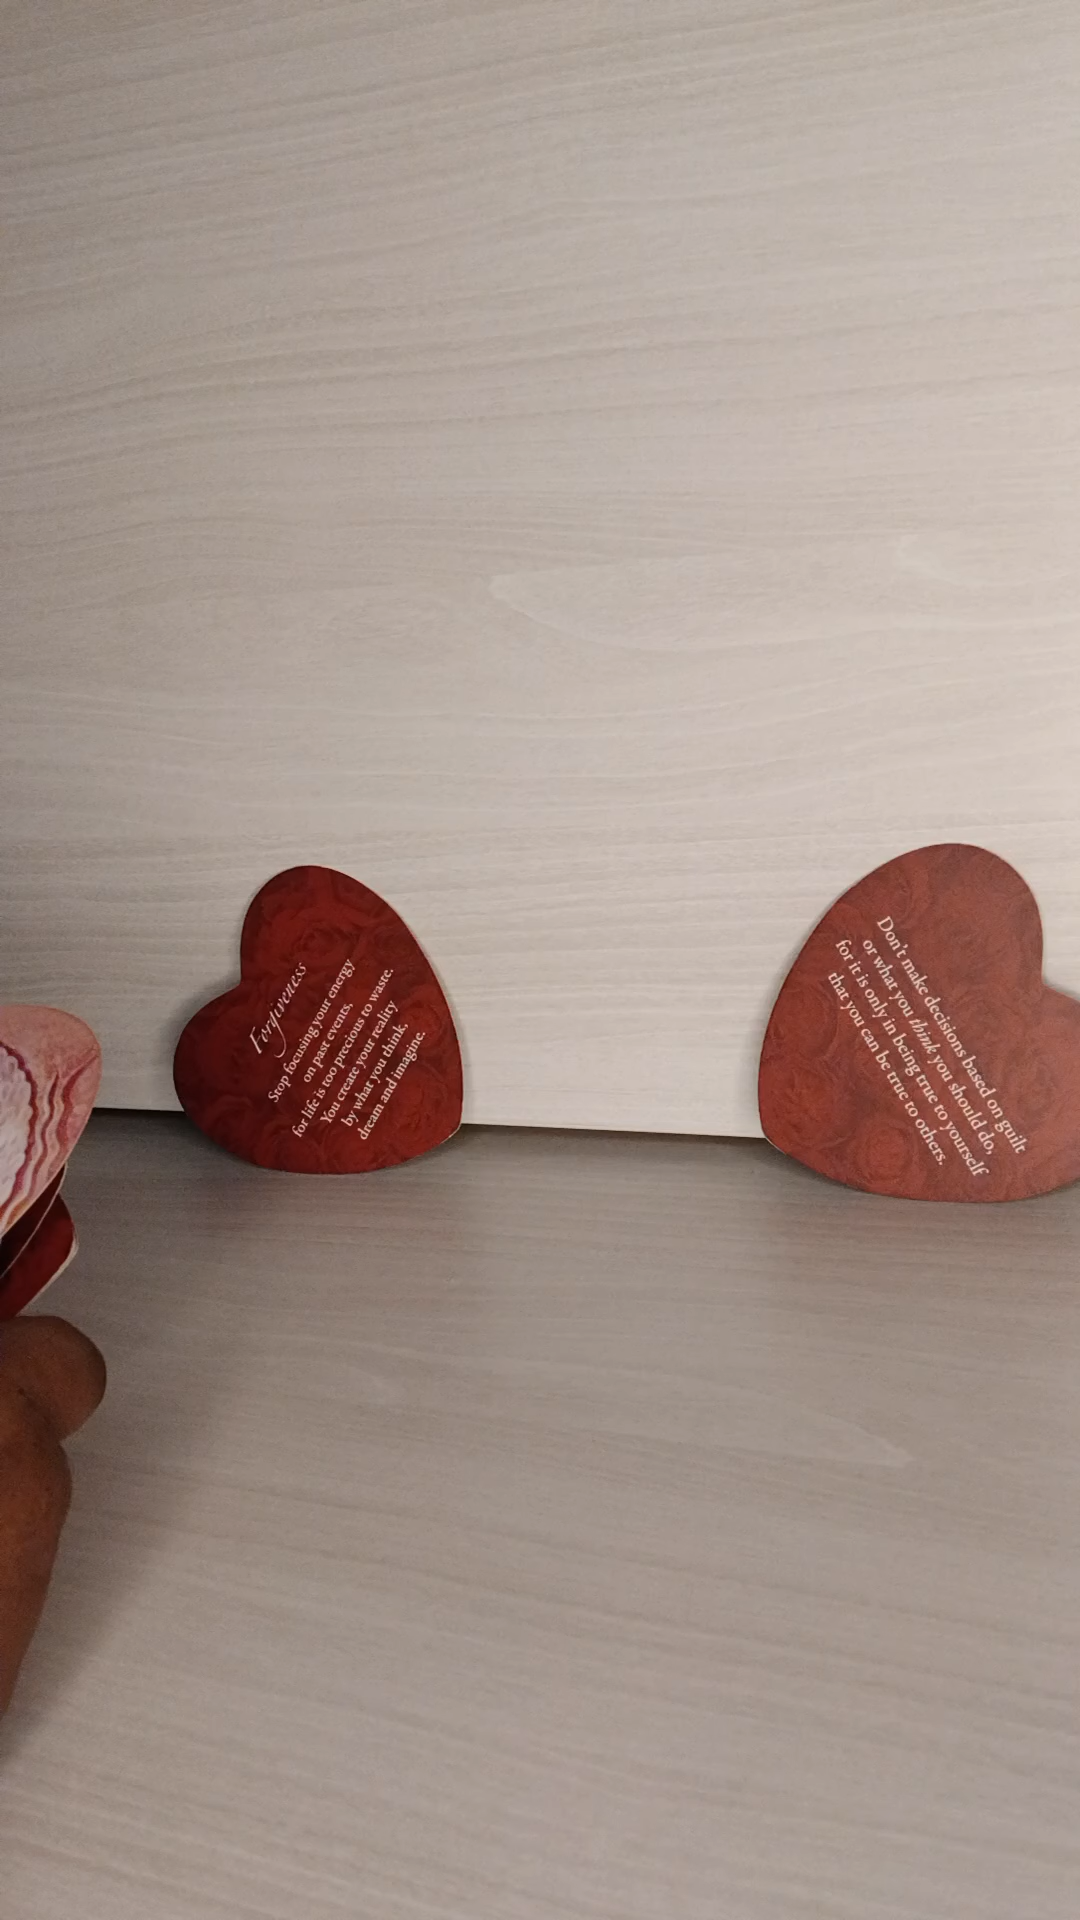 Forgiveness
Stop focusing your energy
on past events,
for life is too precious to waste.
You create your reality
by what you think,
dream and imagine.
Don't make decisions based on guilt
or what you think you should do,
for it is only in being true to yourself
that you can be true to others.